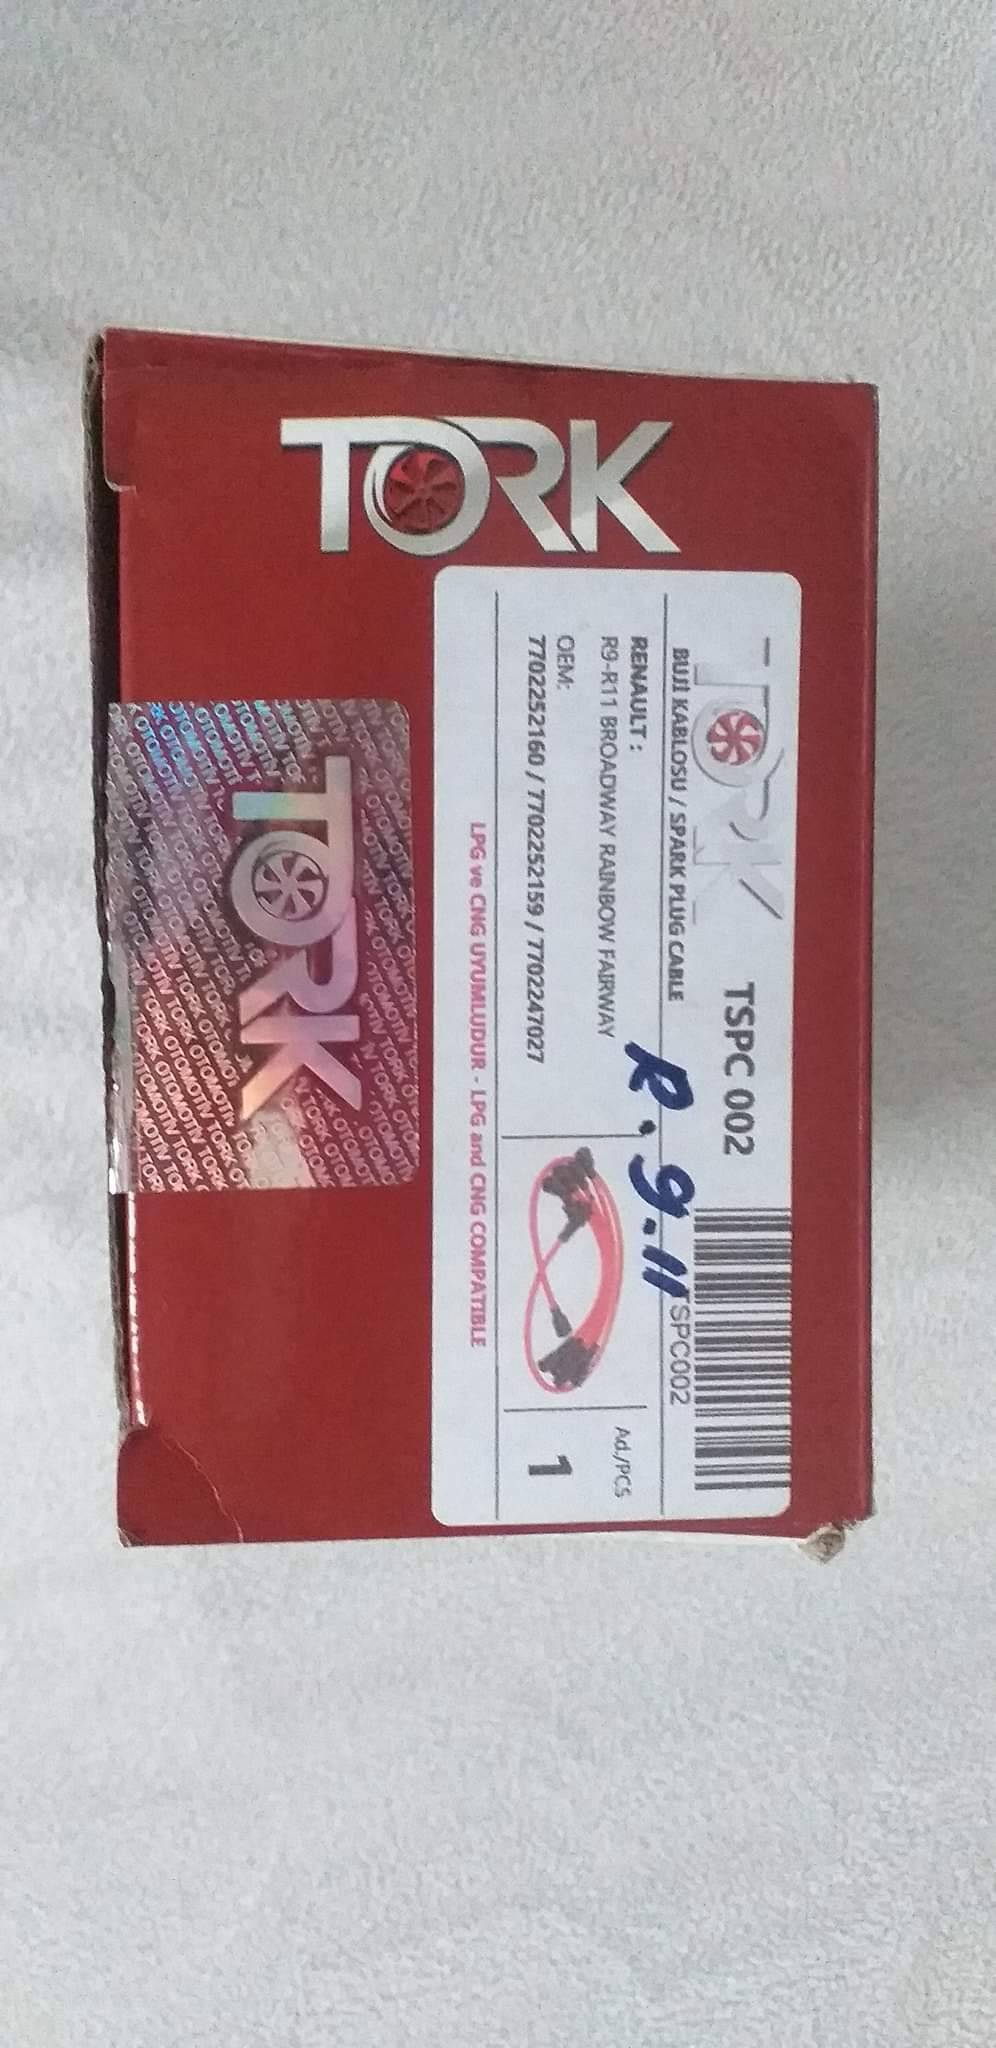 TORK
TORK
TSPC 002
TSPC002
BUJİ KABLOSU / SPARK PLUG CABLE
R. 9.11
RENAULT :
R9-R11 BROADWAY RAINBOW FAIRWAY
OEM:
7702252160 / 7702252159 / 7702247027
Ad./PCS
1
LPG ve CNG UYUMLUDUR - LPG and CNG COMPATIBLE
TORK
TORK OTOMOTİV